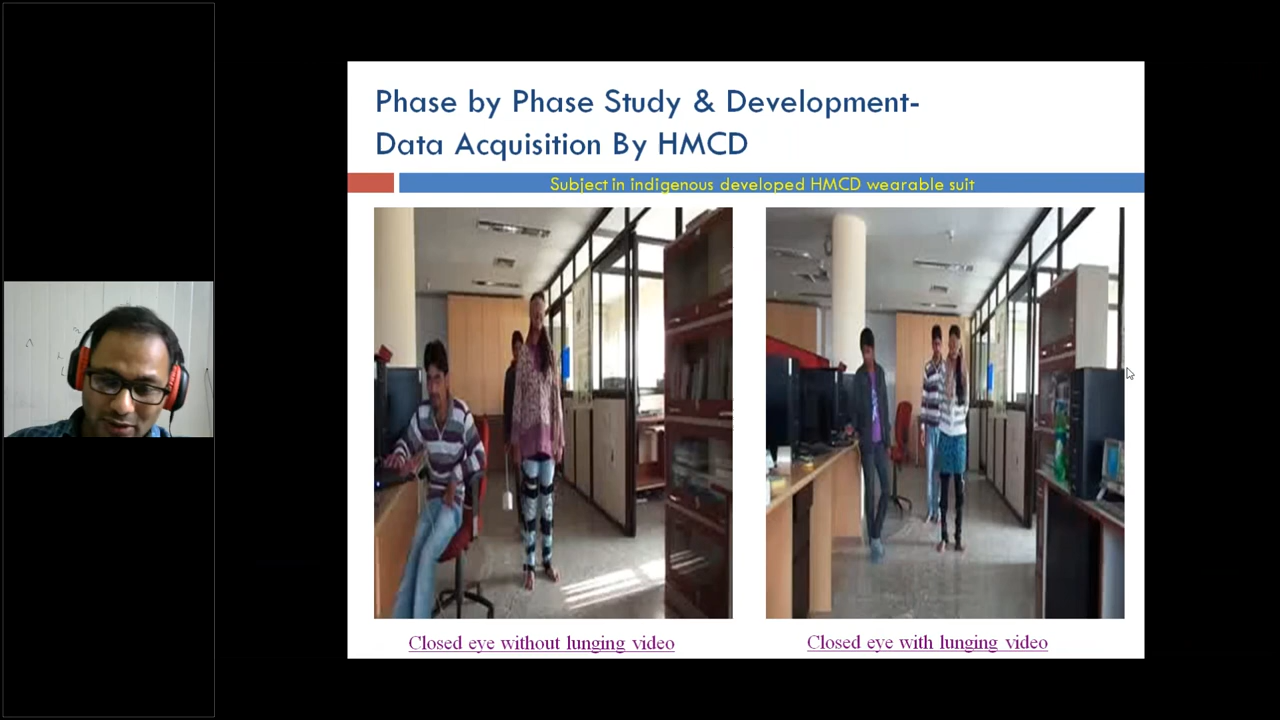 Phase by Phase Study & Development-
Data Acquisition By HMCD
Subject in indigenous developed HMCD wearable suit
Closed eye without lunging video
Closed eye with lunging video